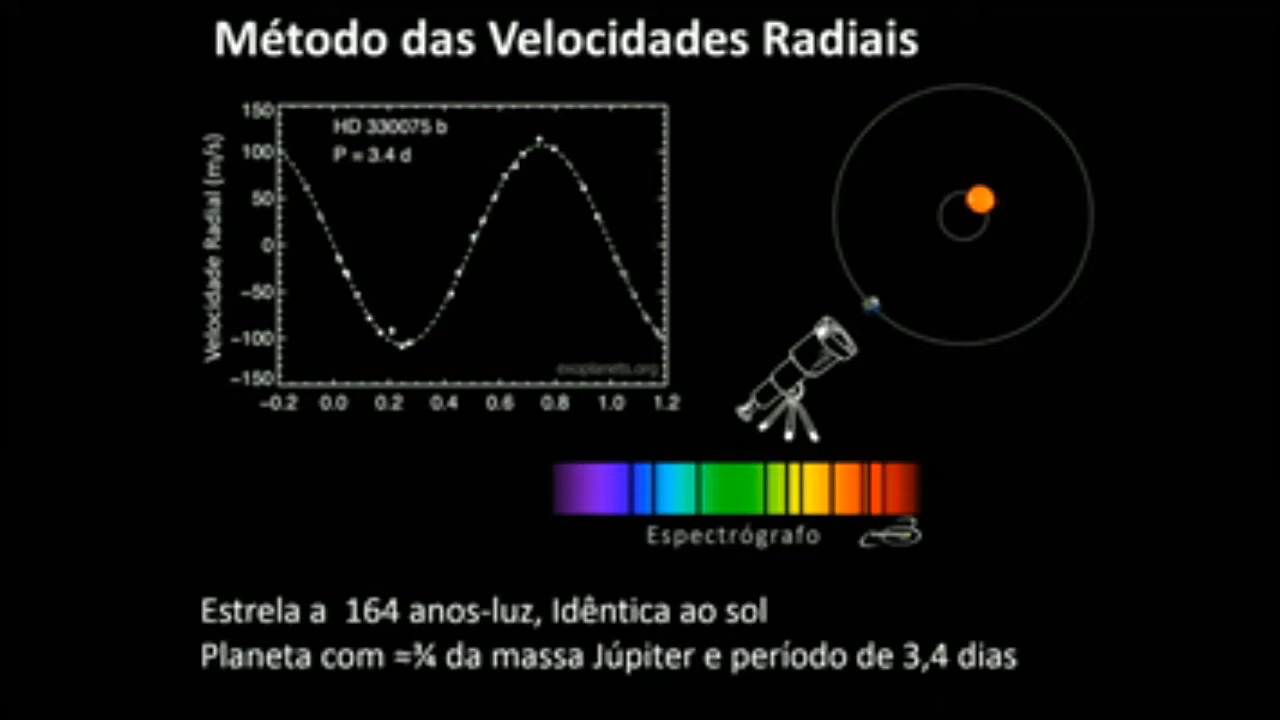 Método das Velocidades Radiais
HD 330075 b
P = 3.4 d
Velocidade Radial (m/s)
150
100
50
0
−50
−100
−150
−0.2 0.0 0.2 0.4 0.6 0.8 1.0 1.2
exoplanets.org
Espectrógrafo
Estrela a 164 anos-luz, Idêntica ao sol
Planeta com =¾ da massa Júpiter e período de 3,4 dias